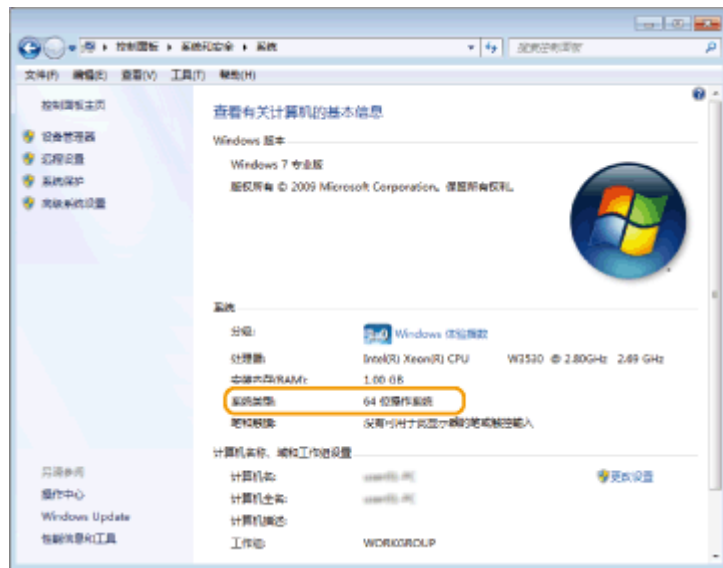 控制面板 ▸ 系统和安全 ▸ 系统
搜索控制面板
文件(F) 编辑(E) 查看(V) 工具(T) 帮助(H)
控制面板主页
设备管理器
远程设置
系统保护
高级系统设置
查看有关计算机的基本信息
Windows 版本
Windows 7 专业版
版权所有 © 2009 Microsoft Corporation。保留所有权利。
系统
分级:
Windows 体验指数
处理器:
Intel(R) Xeon(R) CPU W3530 @ 2.80GHz 2.69 GHz
安装内存(RAM):
1.00 GB
系统类型:
64 位操作系统
笔和触摸:
没有可用于此显示器的笔或触控输入
计算机名称、域和工作组设置
计算机名:
更改设置
计算机全名:
计算机描述:
工作组:
WORKGROUP
另请参阅
操作中心
Windows Update
性能信息和工具